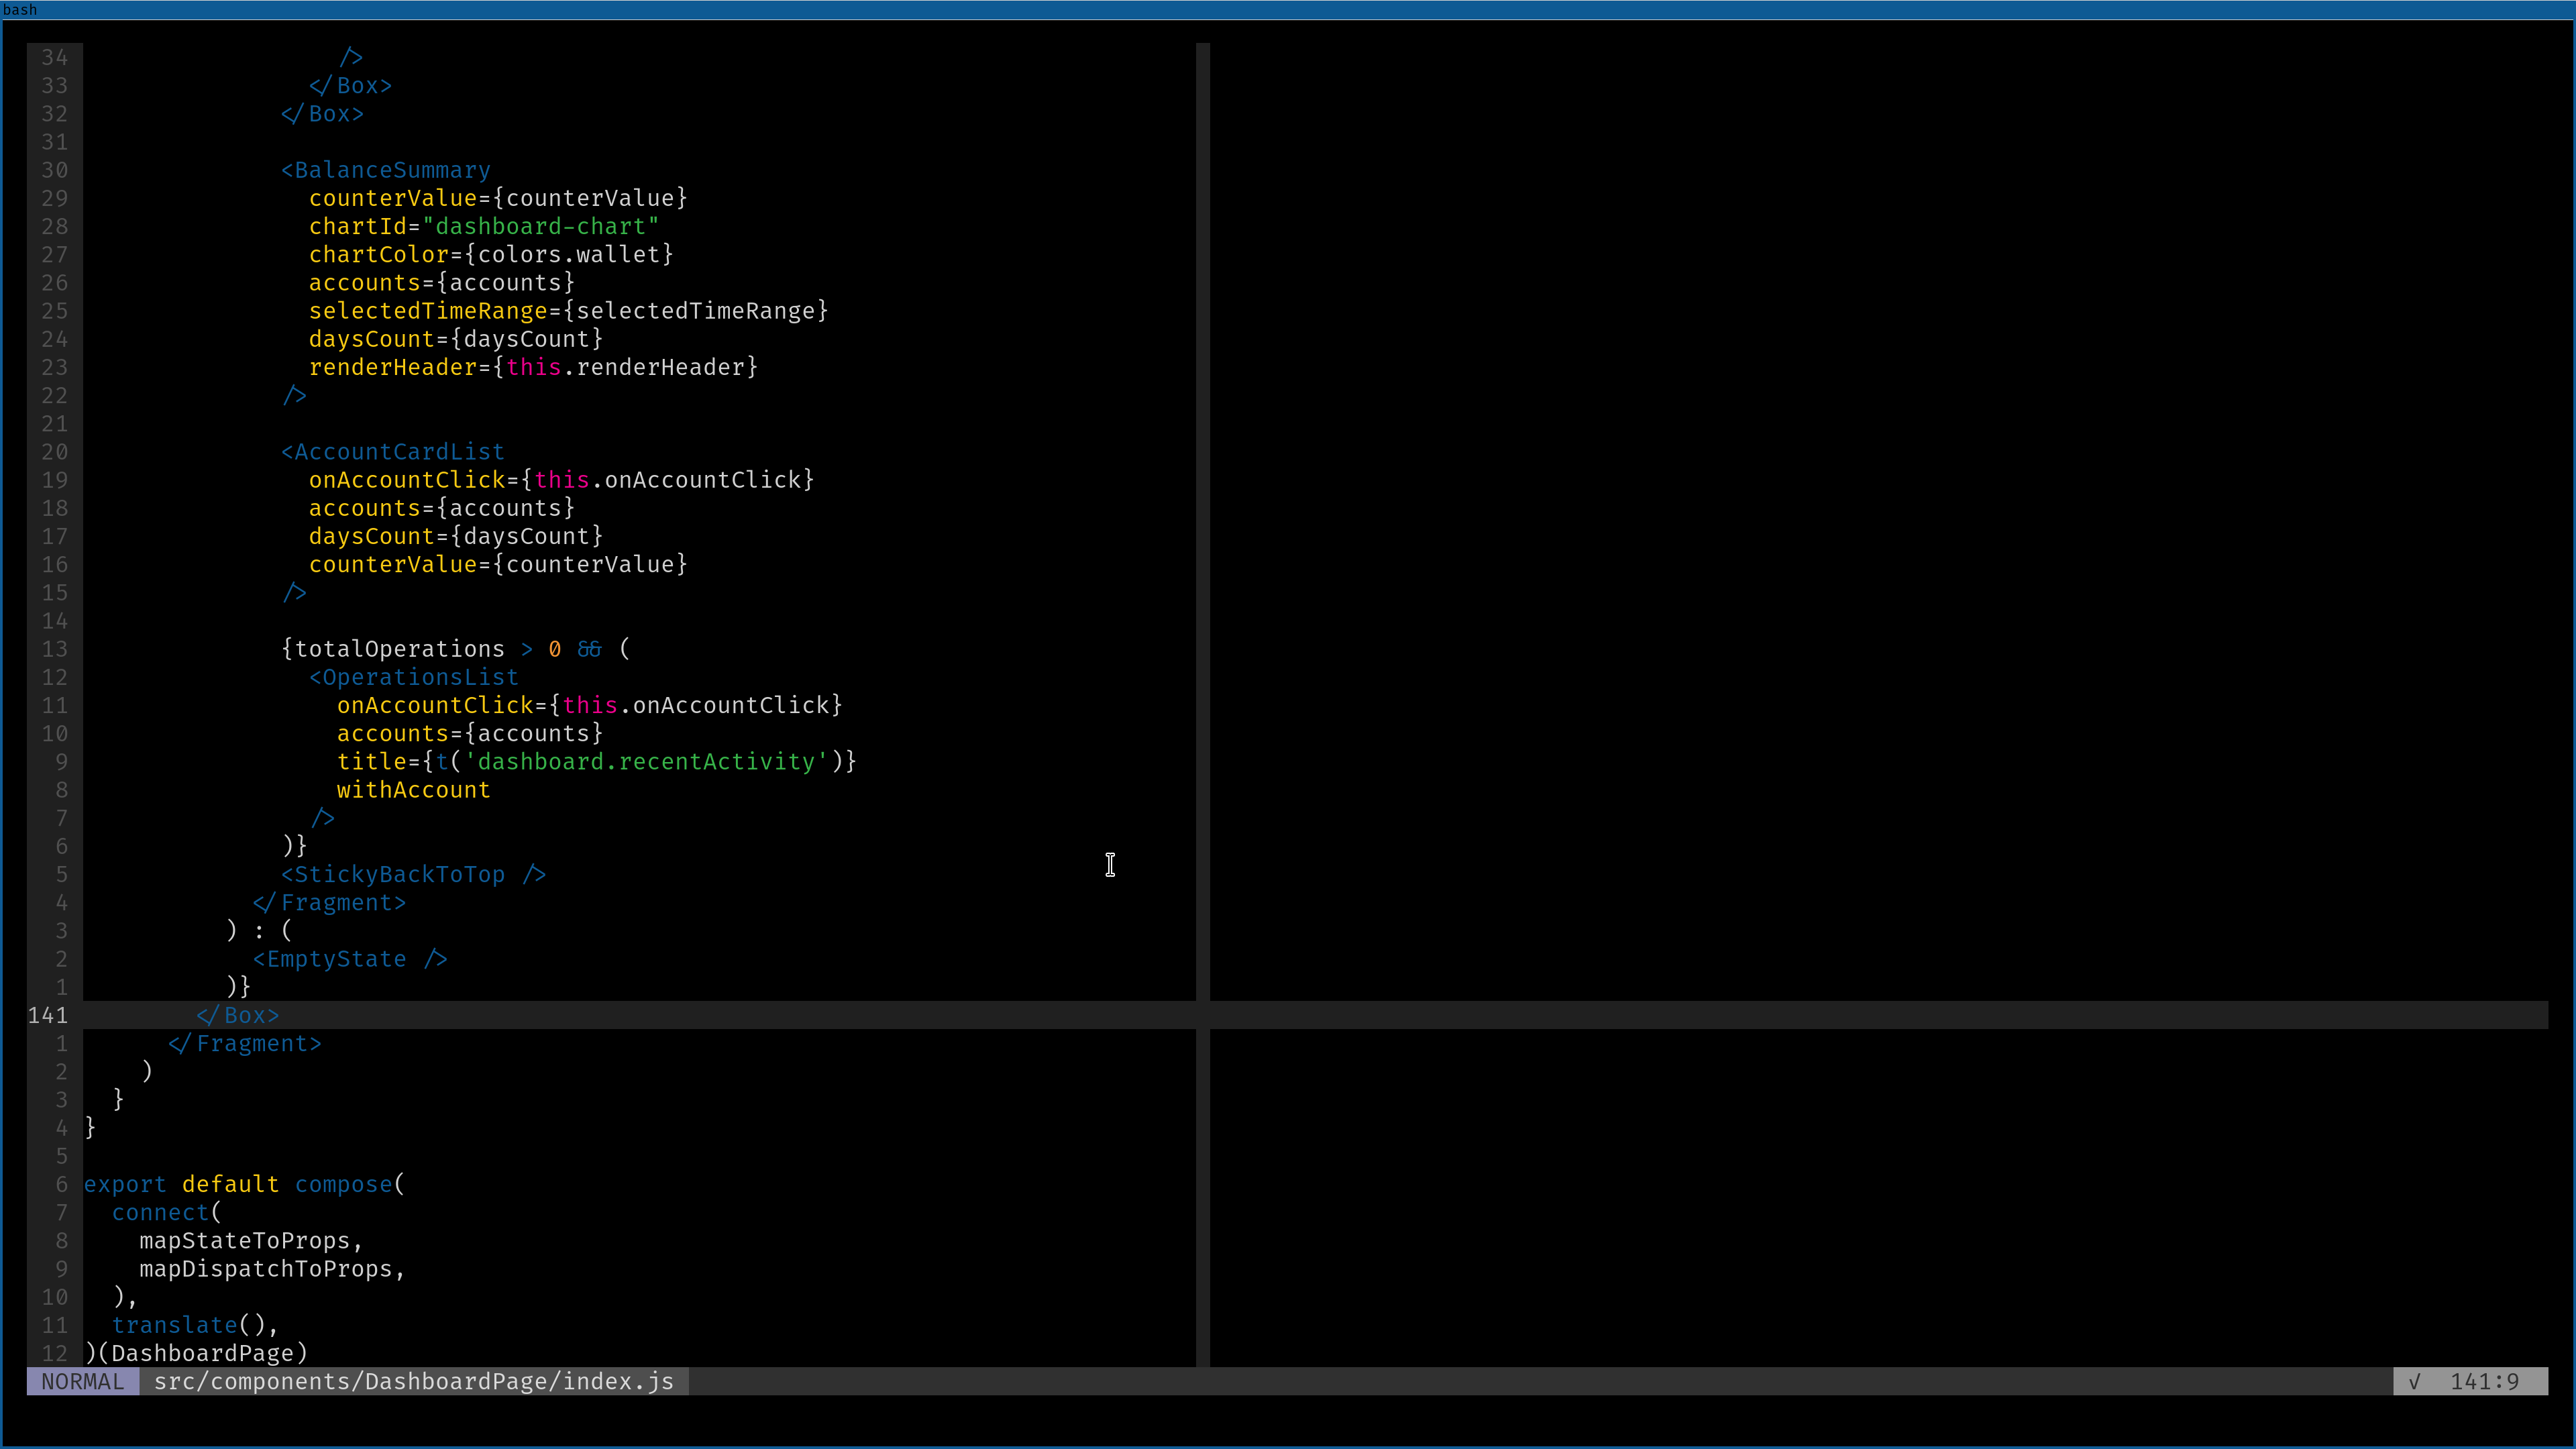 bash
34                   />
33                 </Box>
32               </Box>
31
30               <BalanceSummary
29                 counterValue={counterValue}
28                 chartId="dashboard-chart"
27                 chartColor={colors.wallet}
26                 accounts={accounts}
25                 selectedTimeRange={selectedTimeRange}
24                 daysCount={daysCount}
23                 renderHeader={this.renderHeader}
22               />
21
20               <AccountCardList
19                 onAccountClick={this.onAccountClick}
18                 accounts={accounts}
17                 daysCount={daysCount}
16                 counterValue={counterValue}
15               />
14
13               {totalOperations > 0 && (
12                 <OperationsList
11                   onAccountClick={this.onAccountClick}
10                   accounts={accounts}
9                   title={t('dashboard.recentActivity')}
8                   withAccount
7                 />
6               )}
5               <StickyBackToTop />
4             </Fragment>
3           ) : (
2             <EmptyState />
1           )}
141         </Box>
1       </Fragment>
2     )
3   }
4 }
5
6 export default compose(
7   connect(
8     mapStateToProps,
9     mapDispatchToProps,
10   ),
11   translate(),
12 )(DashboardPage)
NORMAL src/components/DashboardPage/index.js √ 141:9